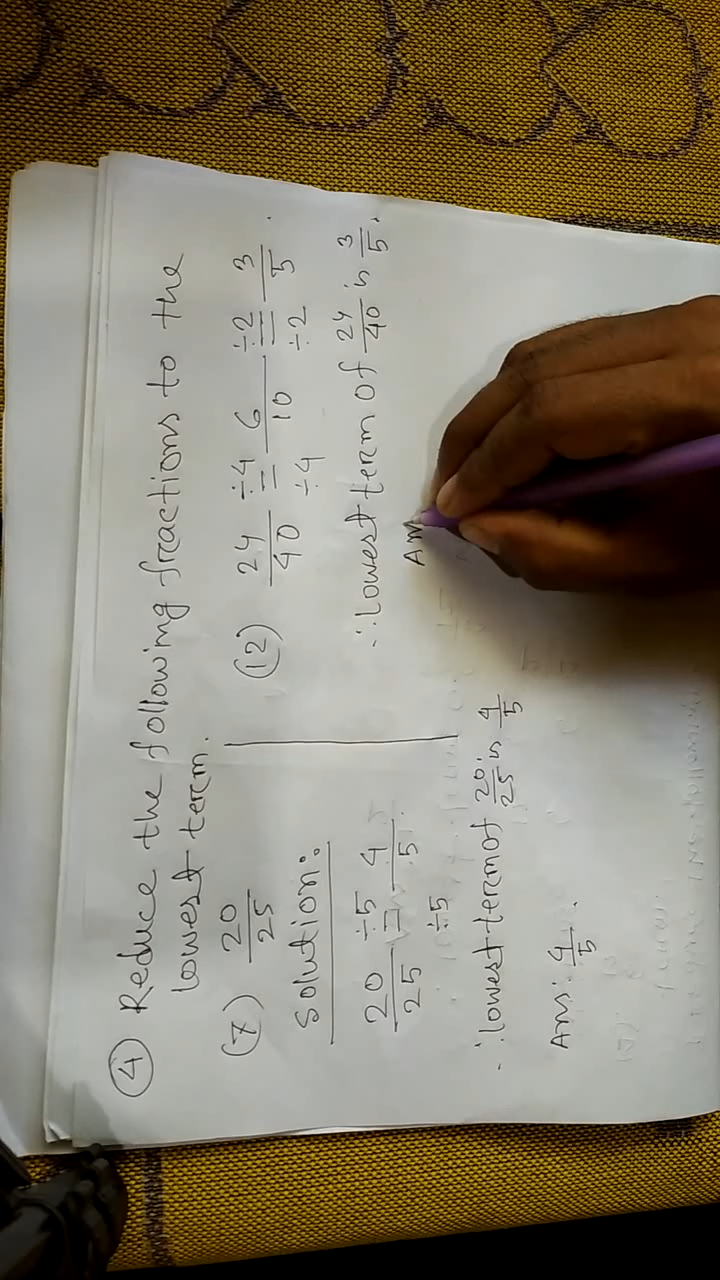 ④ Reduce the following fractions to the
lowest term.
(7) 20/25
Solution:
20/25 ÷5/÷5 = 4/5
∴ lowest term of 20/25 is 4/5
Ans: 4/5.
(12) 24/40 ÷4/÷4 = 6/10 ÷2/÷2 = 3/5.
∴ Lowest term of 24/40 is 3/5.
An